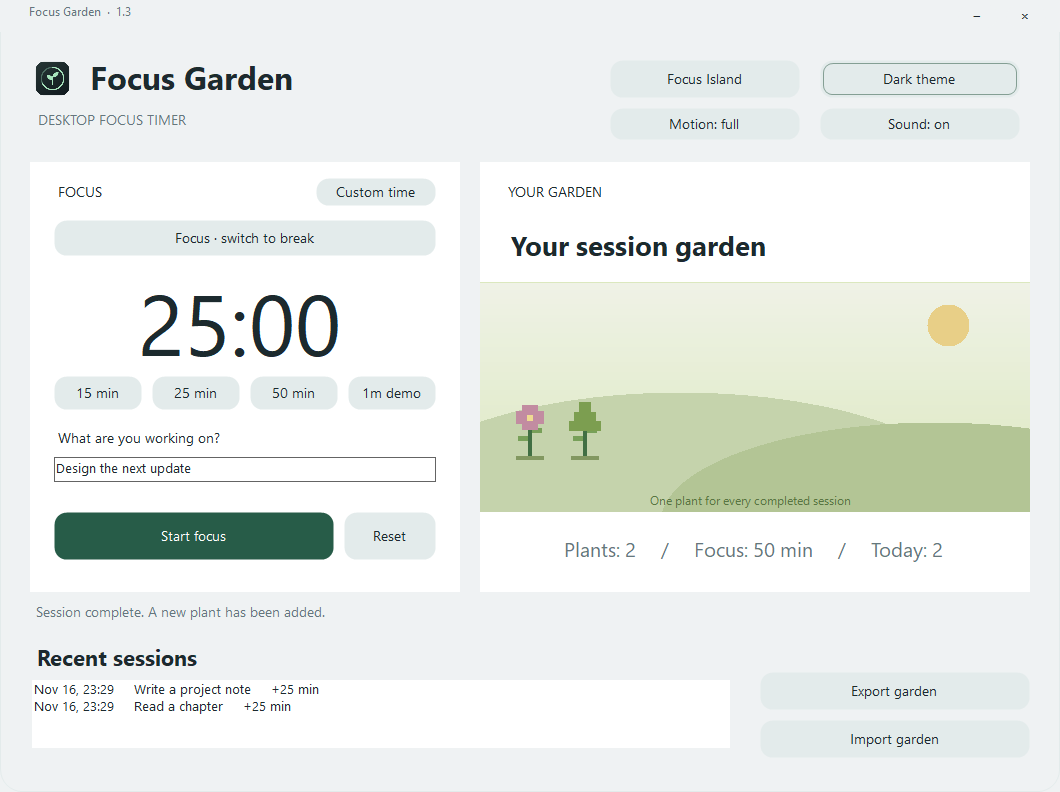 Focus Garden · 1.3
Focus Garden
DESKTOP FOCUS TIMER
Focus Island
Dark theme
Motion: full
Sound: on
FOCUS
Custom time
Focus · switch to break
25:00
15 min
25 min
50 min
1m demo
What are you working on?
Design the next update
Start focus
Reset
YOUR GARDEN
Your session garden
One plant for every completed session
Plants: 2 / Focus: 50 min / Today: 2
Session complete. A new plant has been added.
Recent sessions
Nov 16, 23:29 Write a project note +25 min
Nov 16, 23:29 Read a chapter +25 min
Export garden
Import garden